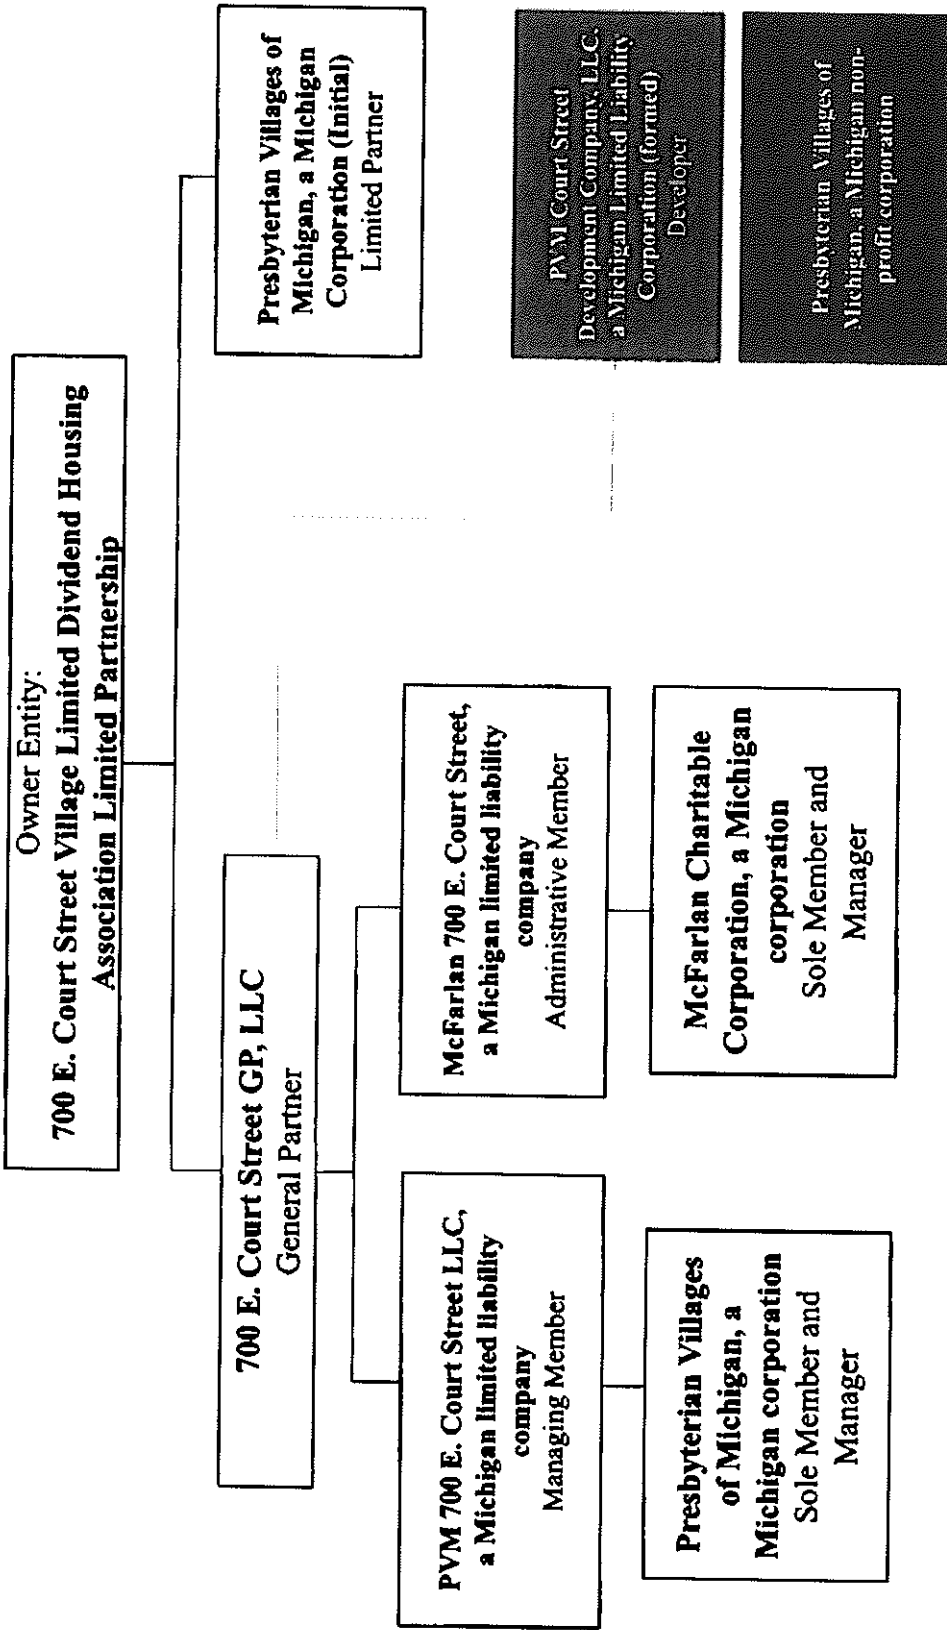 Owner Entity:
700 E. Court Street Village Limited Dividend Housing
Association Limited Partnership
700 E. Court Street GP, LLC
General Partner
Presbyterian Villages of
Michigan, a Michigan
Corporation (Initial)
Limited Partner
PVM 700 E. Court Street LLC,
a Michigan limited liability
company
Managing Member
McFarlan 700 E. Court Street,
a Michigan limited liability
company
Administrative Member
PVM Court Street
Development Company, LLC.
a Michigan Limited Liability
Corporation (formed)
Developer
Presbyterian Villages
of Michigan, a
Michigan corporation
Sole Member and
Manager
McFarlan Charitable
Corporation, a Michigan
corporation
Sole Member and
Manager
Presbyterian Villages of
Michigan, a Michigan non-
profit corporation